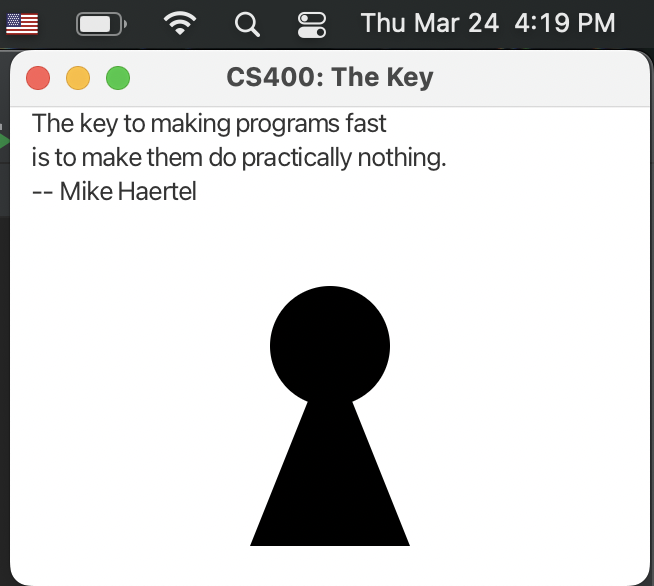 Thu Mar 24 4:19 PM
CS400: The Key
The key to making programs fast
is to make them do practically nothing.
-- Mike Haertel